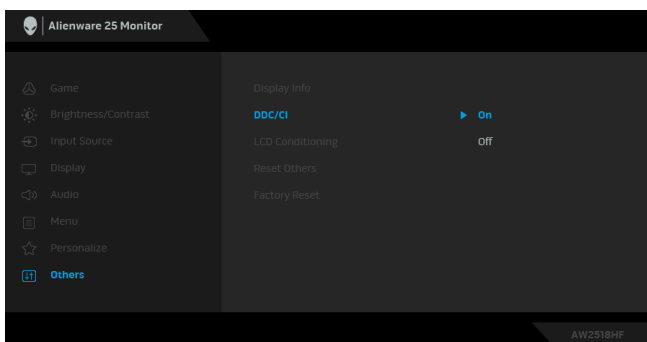 Alienware 25 Monitor
Game
Brightness/Contrast
Input Source
Display
Audio
Menu
Personalize
Others
Display Info
DDC/CI
On
LCD Conditioning
Off
Reset Others
Factory Reset
AW2518HF